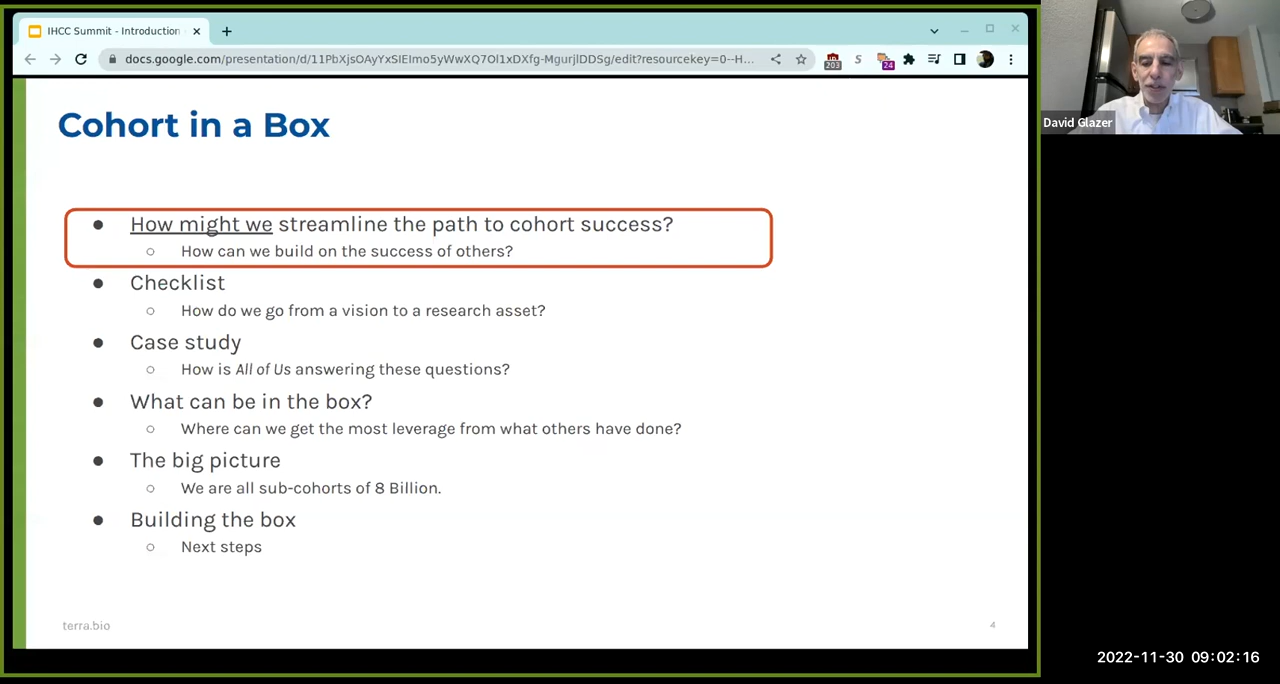 IHCC Summit - Introduction
docs.google.com/presentation/d/11PbXjsOAyYxSIEImo5yWwXQ7Ol1xDXfg-MgurjlDDSg/edit?resourcekey=0--H...
203
S
24
David Glazer
Cohort in a Box
How might we streamline the path to cohort success?
How can we build on the success of others?
Checklist
How do we go from a vision to a research asset?
Case study
How is All of Us answering these questions?
What can be in the box?
Where can we get the most leverage from what others have done?
The big picture
We are all sub-cohorts of 8 Billion.
Building the box
Next steps
terra.bio
4
2022-11-30 09:02:16